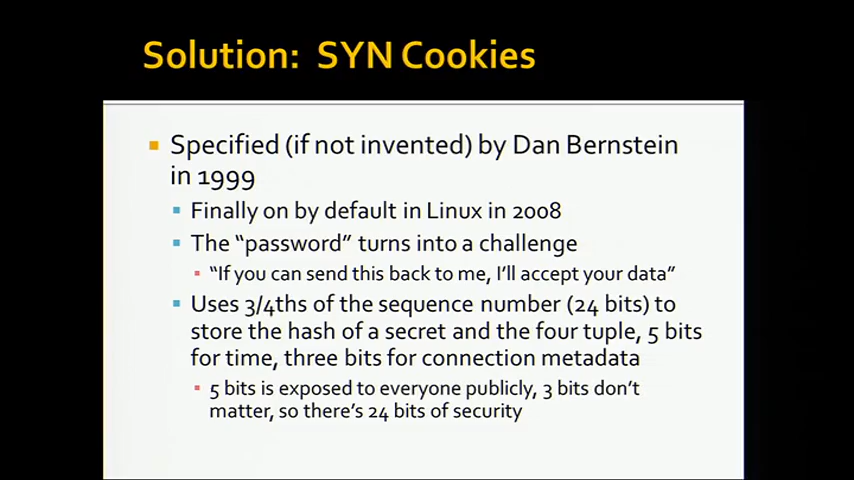 Solution: SYN Cookies
Specified (if not invented) by Dan Bernstein
in 1999
Finally on by default in Linux in 2008
The “password” turns into a challenge
“If you can send this back to me, I’ll accept your data”
Uses 3/4ths of the sequence number (24 bits) to
store the hash of a secret and the four tuple, 5 bits
for time, three bits for connection metadata
5 bits is exposed to everyone publicly, 3 bits don’t
matter, so there’s 24 bits of security